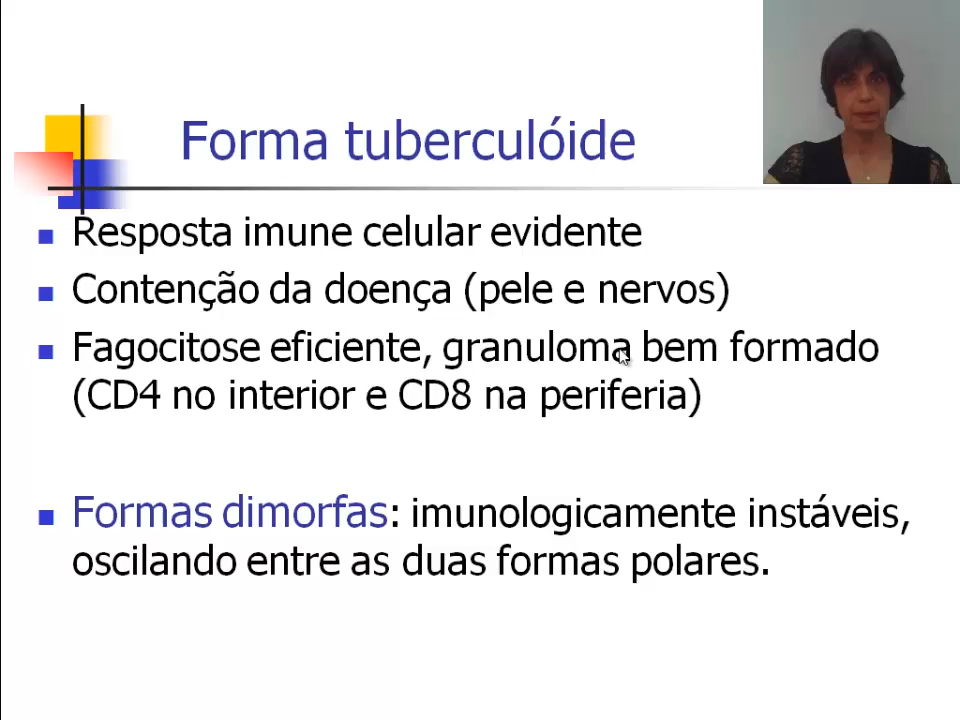 Forma tuberculóide
Resposta imune celular evidente
Contenção da doença (pele e nervos)
Fagocitose eficiente, granuloma bem formado
(CD4 no interior e CD8 na periferia)
Formas dimorfas: imunologicamente instáveis,
oscilando entre as duas formas polares.